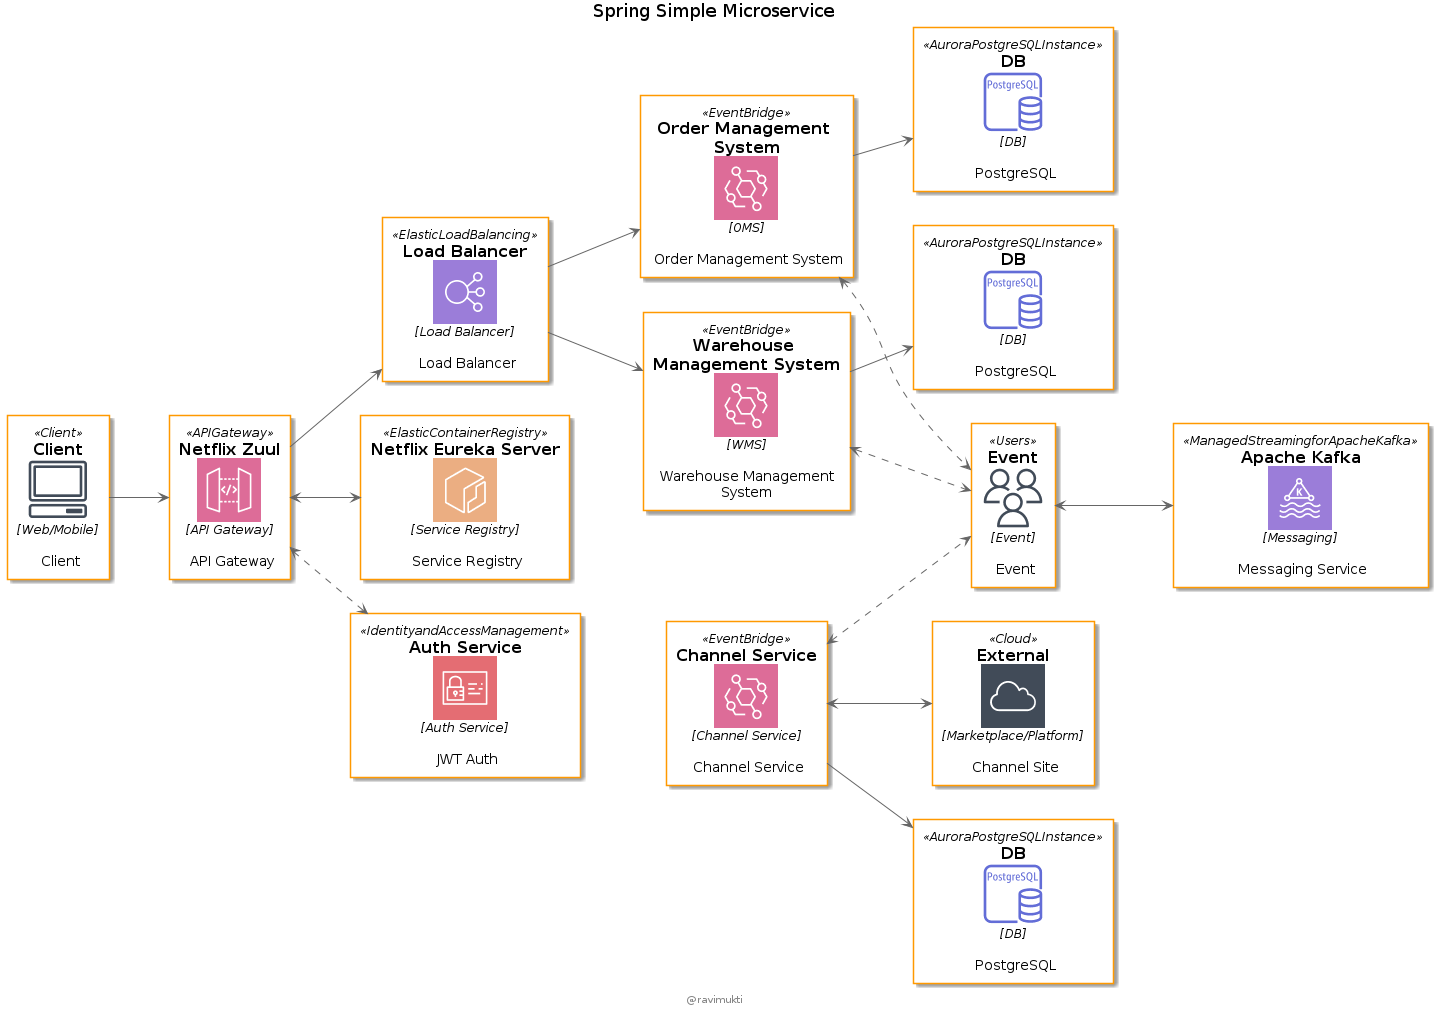 Spring Simple Microservice
«AuroraPostgreSQLInstance»
DB
PostgreSQL
[DB]
PostgreSQL
«EventBridge»
Order Management
System
[OMS]
Order Management System
«ElasticLoadBalancing»
Load Balancer
[Load Balancer]
Load Balancer
«AuroraPostgreSQLInstance»
DB
PostgreSQL
[DB]
PostgreSQL
«EventBridge»
Warehouse
Management System
[WMS]
Warehouse Management
System
«Client»
Client
[Web/Mobile]
Client
«APIGateway»
Netflix Zuul
</>
[API Gateway]
API Gateway
«ElasticContainerRegistry»
Netflix Eureka Server
[Service Registry]
Service Registry
«Users»
Event
[Event]
Event
«ManagedStreamingforApacheKafka»
Apache Kafka
K
[Messaging]
Messaging Service
«IdentityandAccessManagement»
Auth Service
[Auth Service]
JWT Auth
«EventBridge»
Channel Service
[Channel Service]
Channel Service
«Cloud»
External
[Marketplace/Platform]
Channel Site
«AuroraPostgreSQLInstance»
DB
PostgreSQL
[DB]
PostgreSQL
@ravimukti